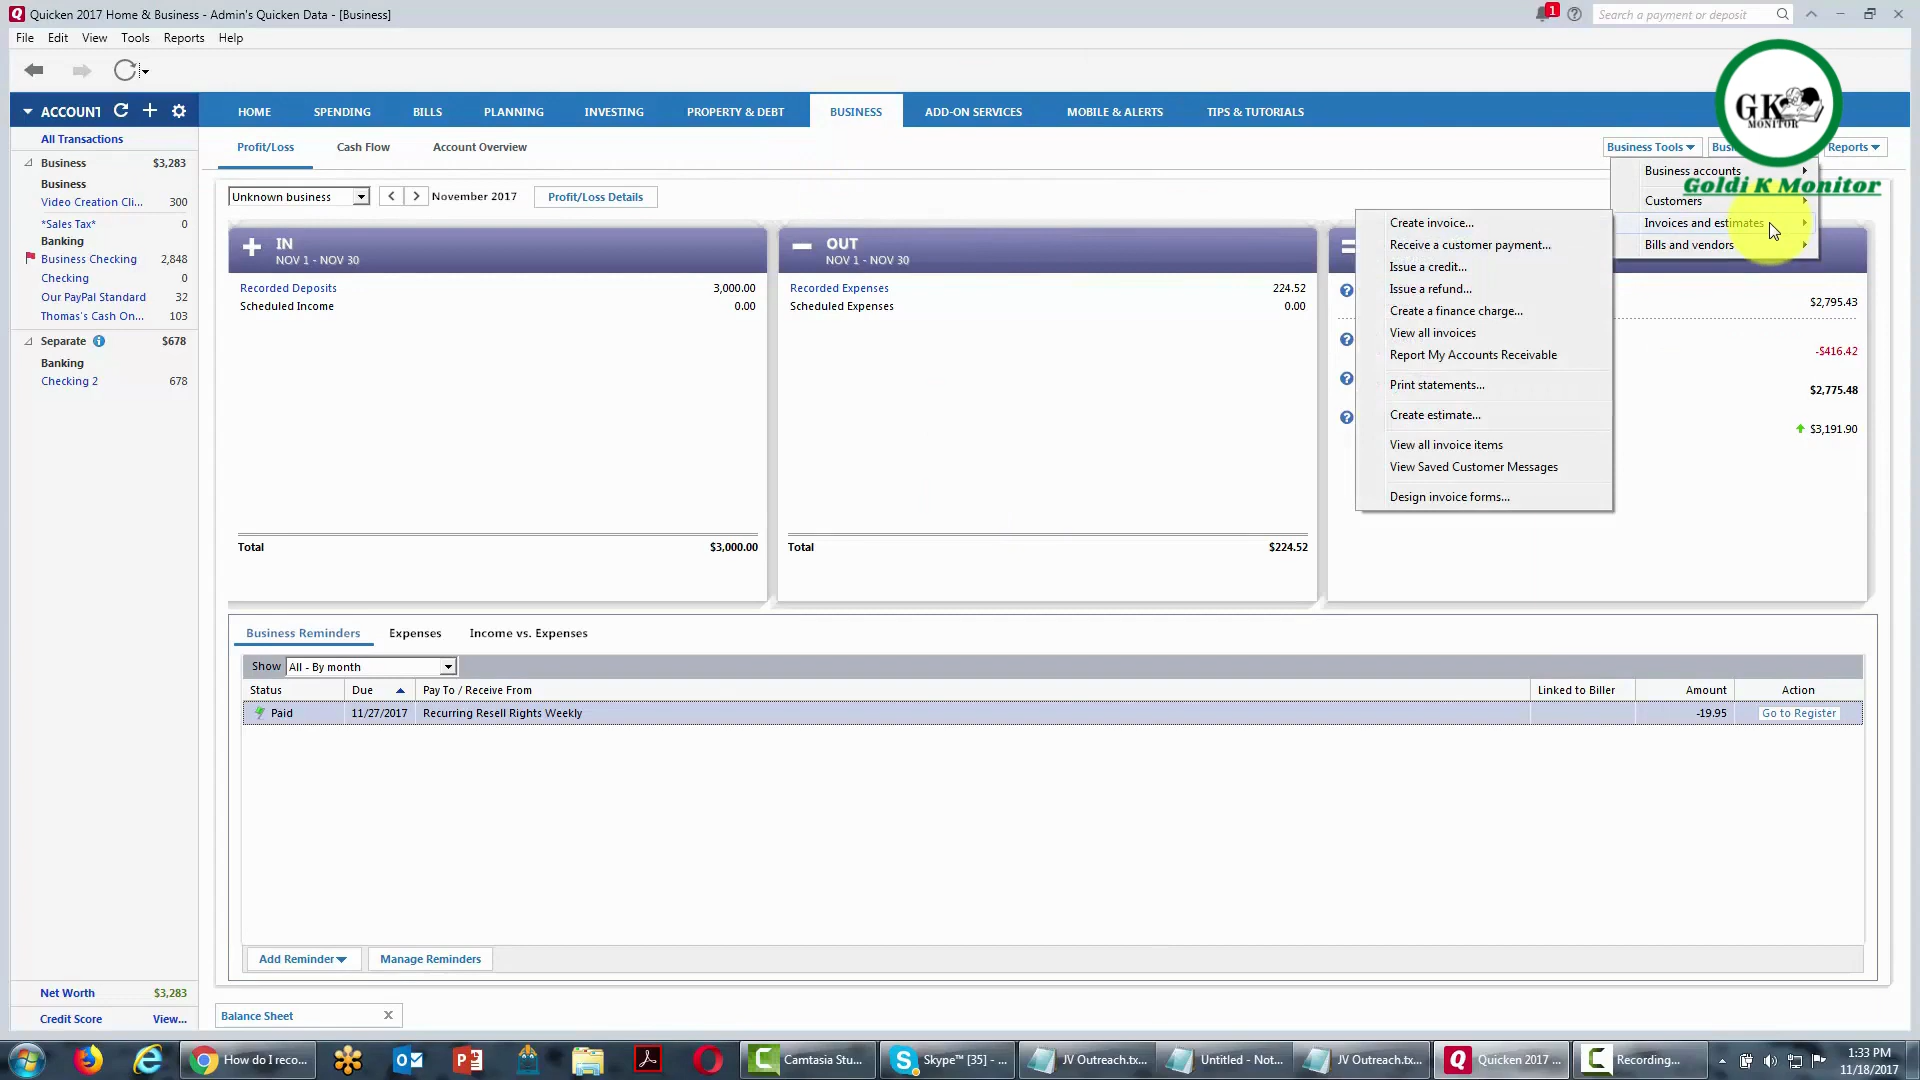 Quicken 2017 Home & Business - Admin's Quicken Data - [Business]
1
Search a payment or deposit
File Edit View Tools Reports Help
GK
MONITOR
Goldi K Monitor
ACCOUNT
HOME SPENDING BILLS PLANNING INVESTING PROPERTY & DEBT BUSINESS ADD-ON SERVICES MOBILE & ALERTS TIPS & TUTORIALS
All Transactions
Business $3,283
Business
Video Creation Cli... 300
*Sales Tax* 0
Banking
Business Checking 2,848
Checking 0
Our PayPal Standard 32
Thomas's Cash On... 103
Separate $678
Banking
Checking 2 678
Net Worth $3,283
Credit Score View...
Profit/Loss Cash Flow Account Overview
Business Tools Reports
Business accounts
Customers
Invoices and estimates
Bills and vendors
Create invoice...
Receive a customer payment...
Issue a credit...
Issue a refund...
Create a finance charge...
View all invoices
Report My Accounts Receivable
Print statements...
Create estimate...
View all invoice items
View Saved Customer Messages
Design invoice forms...
Unknown business November 2017 Profit/Loss Details
IN
NOV 1 - NOV 30
Recorded Deposits 3,000.00
Scheduled Income 0.00
Total $3,000.00
OUT
NOV 1 - NOV 30
Recorded Expenses 224.52
Scheduled Expenses 0.00
Total $224.52
$2,795.43
-$416.42
$2,775.48
$3,191.90
Business Reminders Expenses Income vs. Expenses
Show All - By month
Status Due Pay To / Receive From Linked to Biller Amount Action
Paid 11/27/2017 Recurring Resell Rights Weekly -19.95 Go to Register
Add Reminder Manage Reminders
Balance Sheet
How do I reco...
Camtasia Stu...
Skype™ [35] - ...
JV Outreach.tx...
Untitled - Not...
JV Outreach.tx...
Quicken 2017 ...
Recording...
1:33 PM
11/18/2017